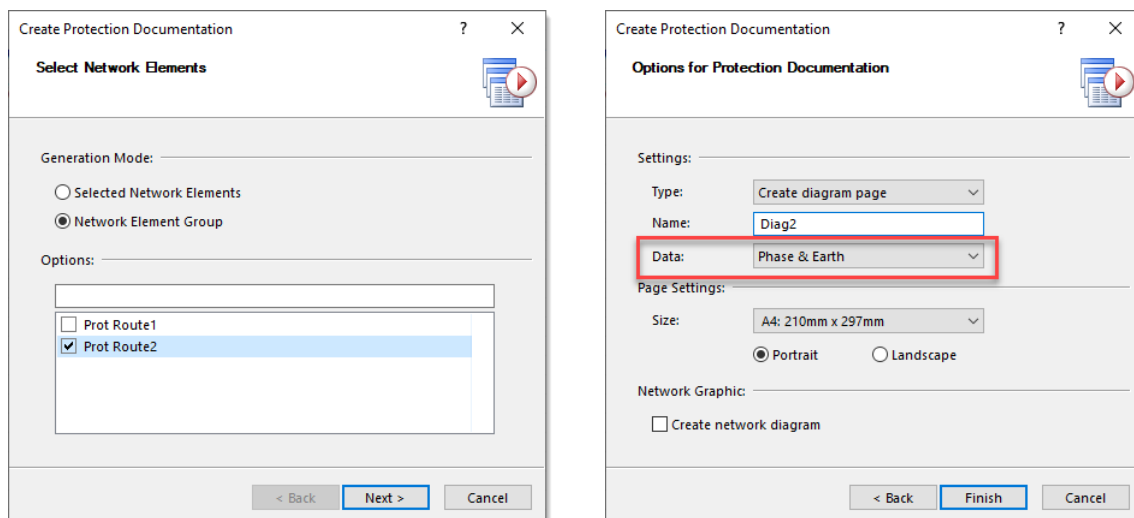 Create Protection Documentation
?
Select Network Elements
Generation Mode:
Selected Network Elements
Network Element Group
Options:
Prot Route1
Prot Route2
< Back
Next >
Cancel
Create Protection Documentation
?
Options for Protection Documentation
Settings:
Type: Create diagram page
Name: Diag2
Data: Phase & Earth
Page Settings:
Size: A4: 210mm x 297mm
Portrait Landscape
Network Graphic:
Create network diagram
< Back
Finish
Cancel